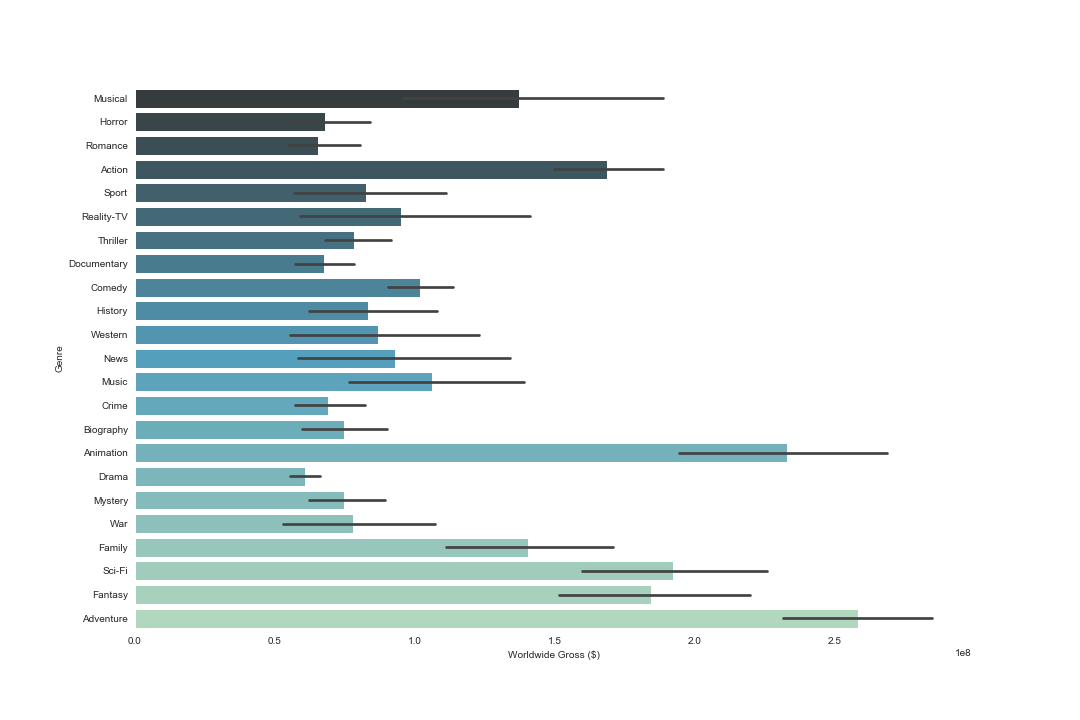 Musical
Horror
Romance
Action
Sport
Reality-TV
Thriller
Documentary
Comedy
History
Western
News
Music
Crime
Biography
Animation
Drama
Mystery
War
Family
Sci-Fi
Fantasy
Adventure
Genre
0.0 0.5 1.0 1.5 2.0 2.5
Worldwide Gross ($)
1e8